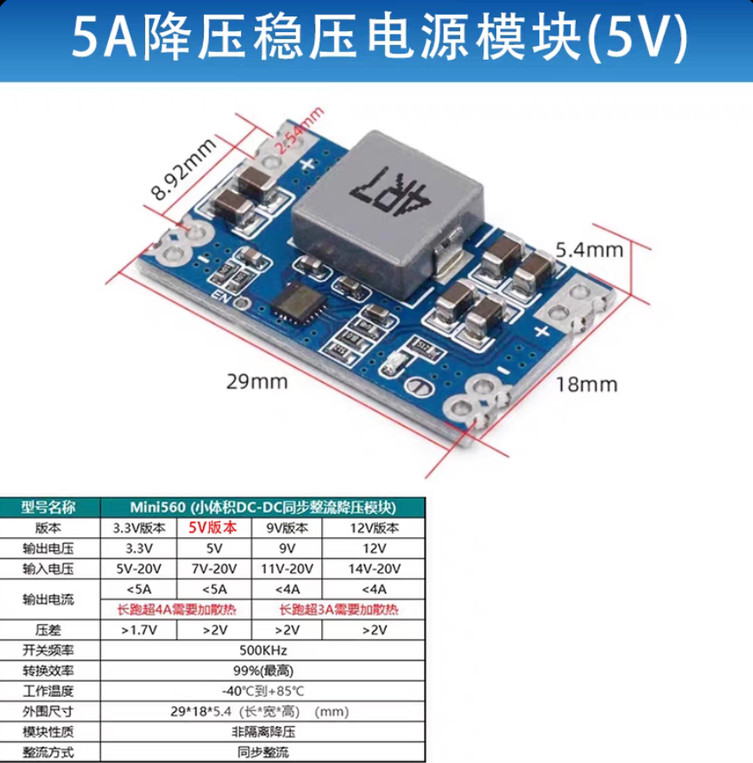 5A降压稳压电源模块(5V)
2.54mm
8.92mm
4R7
5.4mm
+
-
EN
+
-
29mm
18mm
型号名称 Mini560 (小体积DC-DC同步整流降压模块)
版本 3.3V版本 5V版本 9V版本 12V版本
输出电压 3.3V 5V 9V 12V
输入电压 5V-20V 7V-20V 11V-20V 14V-20V
输出电流 <5A <5A <4A <4A
长跑超4A需要加散热 长跑超3A需要加散热
压差 >1.7V >2V >2V >2V
开关频率 500KHz
转换效率 99%(最高)
工作温度 -40℃到+85℃
外围尺寸 29*18*5.4 (长*宽*高) (mm)
模块性质 非隔离降压
整流方式 同步整流